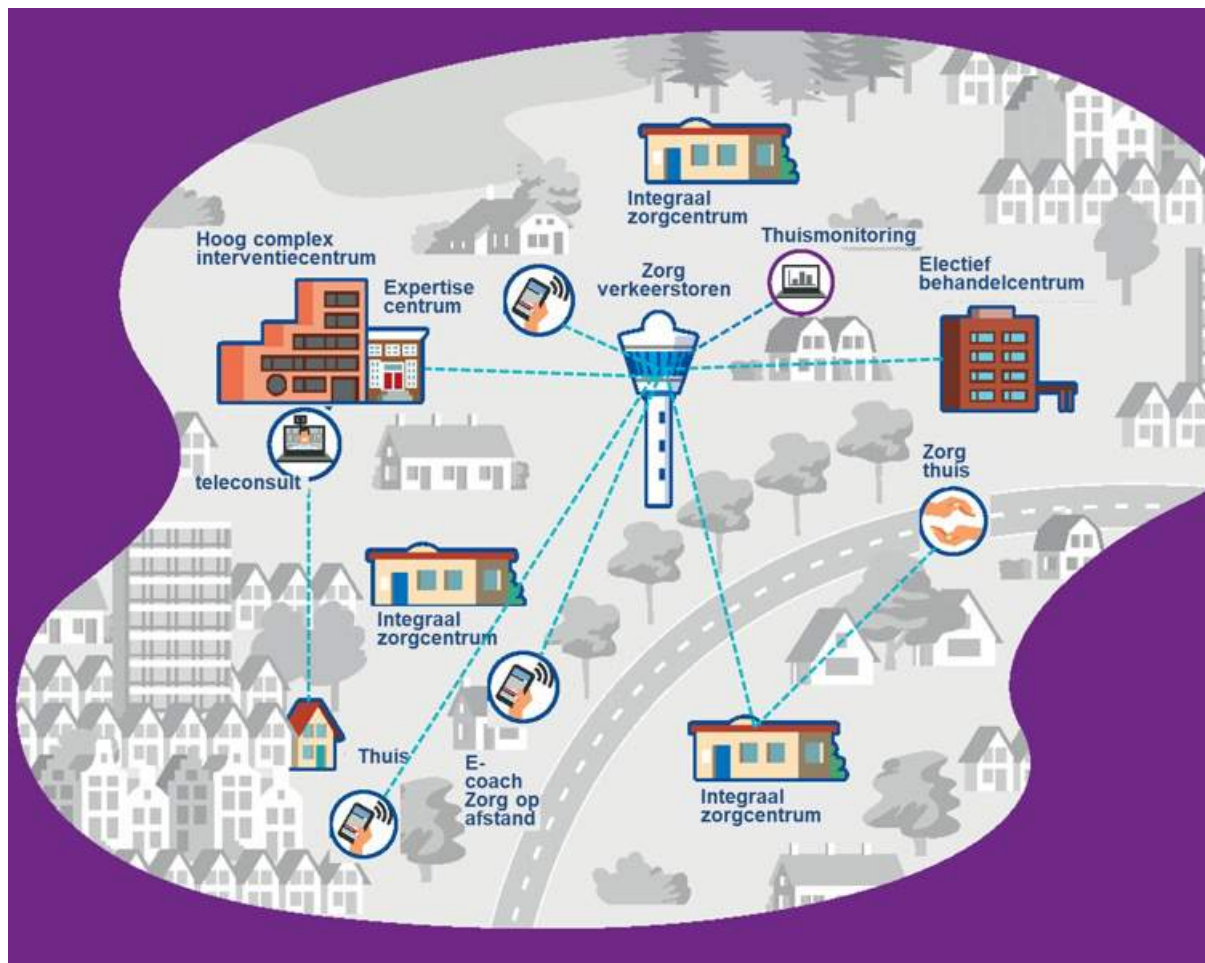 Integraal
zorgcentrum
Hoog complex
interventiecentrum
Thuismonitoring
Zorg
verkeerstoren
Electief
behandelcentrum
Expertise
centrum
Zorg
thuis
teleconsult
Integraal
zorgcentrum
Thuis
E-
coach
Zorg op
afstand
Integraal
zorgcentrum